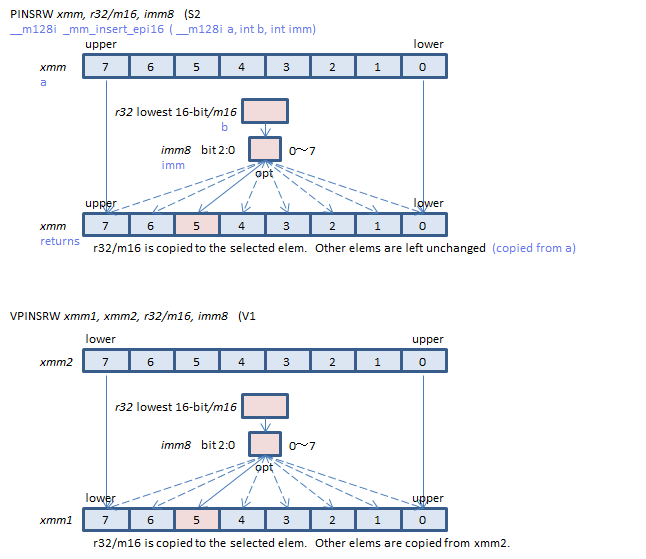 PINSRW xmm, r32/m16, imm8 (S2
__m128i _mm_insert_epi16 ( __m128i a, int b, int imm)
upper lower
xmm 7 6 5 4 3 2 1 0
a
r32 lowest 16-bit/m16
b
imm8 bit 2:0 0～7
imm
opt
upper lower
xmm 7 6 5 4 3 2 1 0
returns
r32/m16 is copied to the selected elem. Other elems are left unchanged (copied from a)
VPINSRW xmm1, xmm2, r32/m16, imm8 (V1
lower upper
xmm2 7 6 5 4 3 2 1 0
r32 lowest 16-bit/m16
imm8 bit 2:0 0～7
opt
lower upper
xmm1 7 6 5 4 3 2 1 0
r32/m16 is copied to the selected elem. Other elems are copied from xmm2.